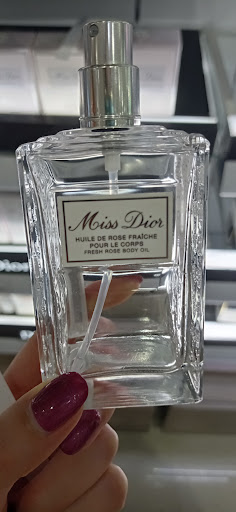 Miss Dior
HUILE DE ROSE FRAÎCHE
POUR LE CORPS
FRESH ROSE BODY OIL